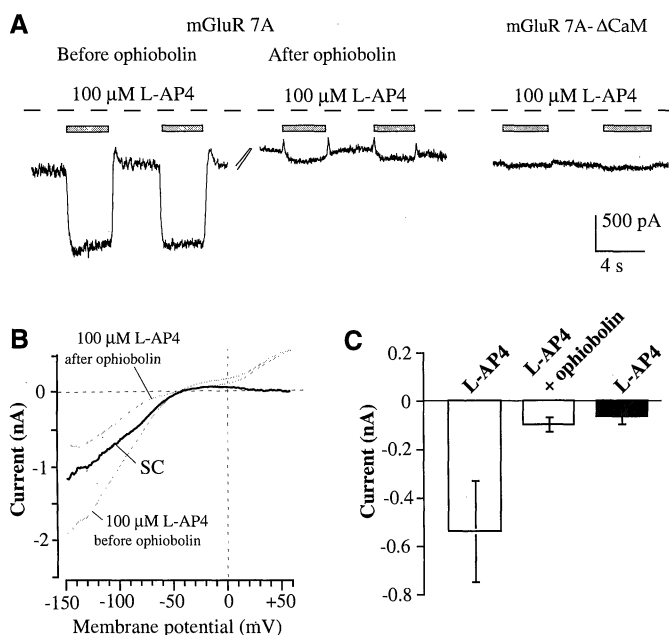 A
mGluR 7A
mGluR 7A-ΔCaM
Before ophiobolin
After ophiobolin
100 µM L-AP4
100 µM L-AP4
100 µM L-AP4
500 pA
4 s
B
100 µM L-AP4
after ophiobolin
SC
100 µM L-AP4
before ophiobolin
Current (nA)
0
-1
-2
-150
-100
-50
0
+50
Membrane potential (mV)
C
L-AP4
L-AP4
+ ophiobolin
L-AP4
Current (nA)
0.2
0
-0.2
-0.4
-0.6
-0.8